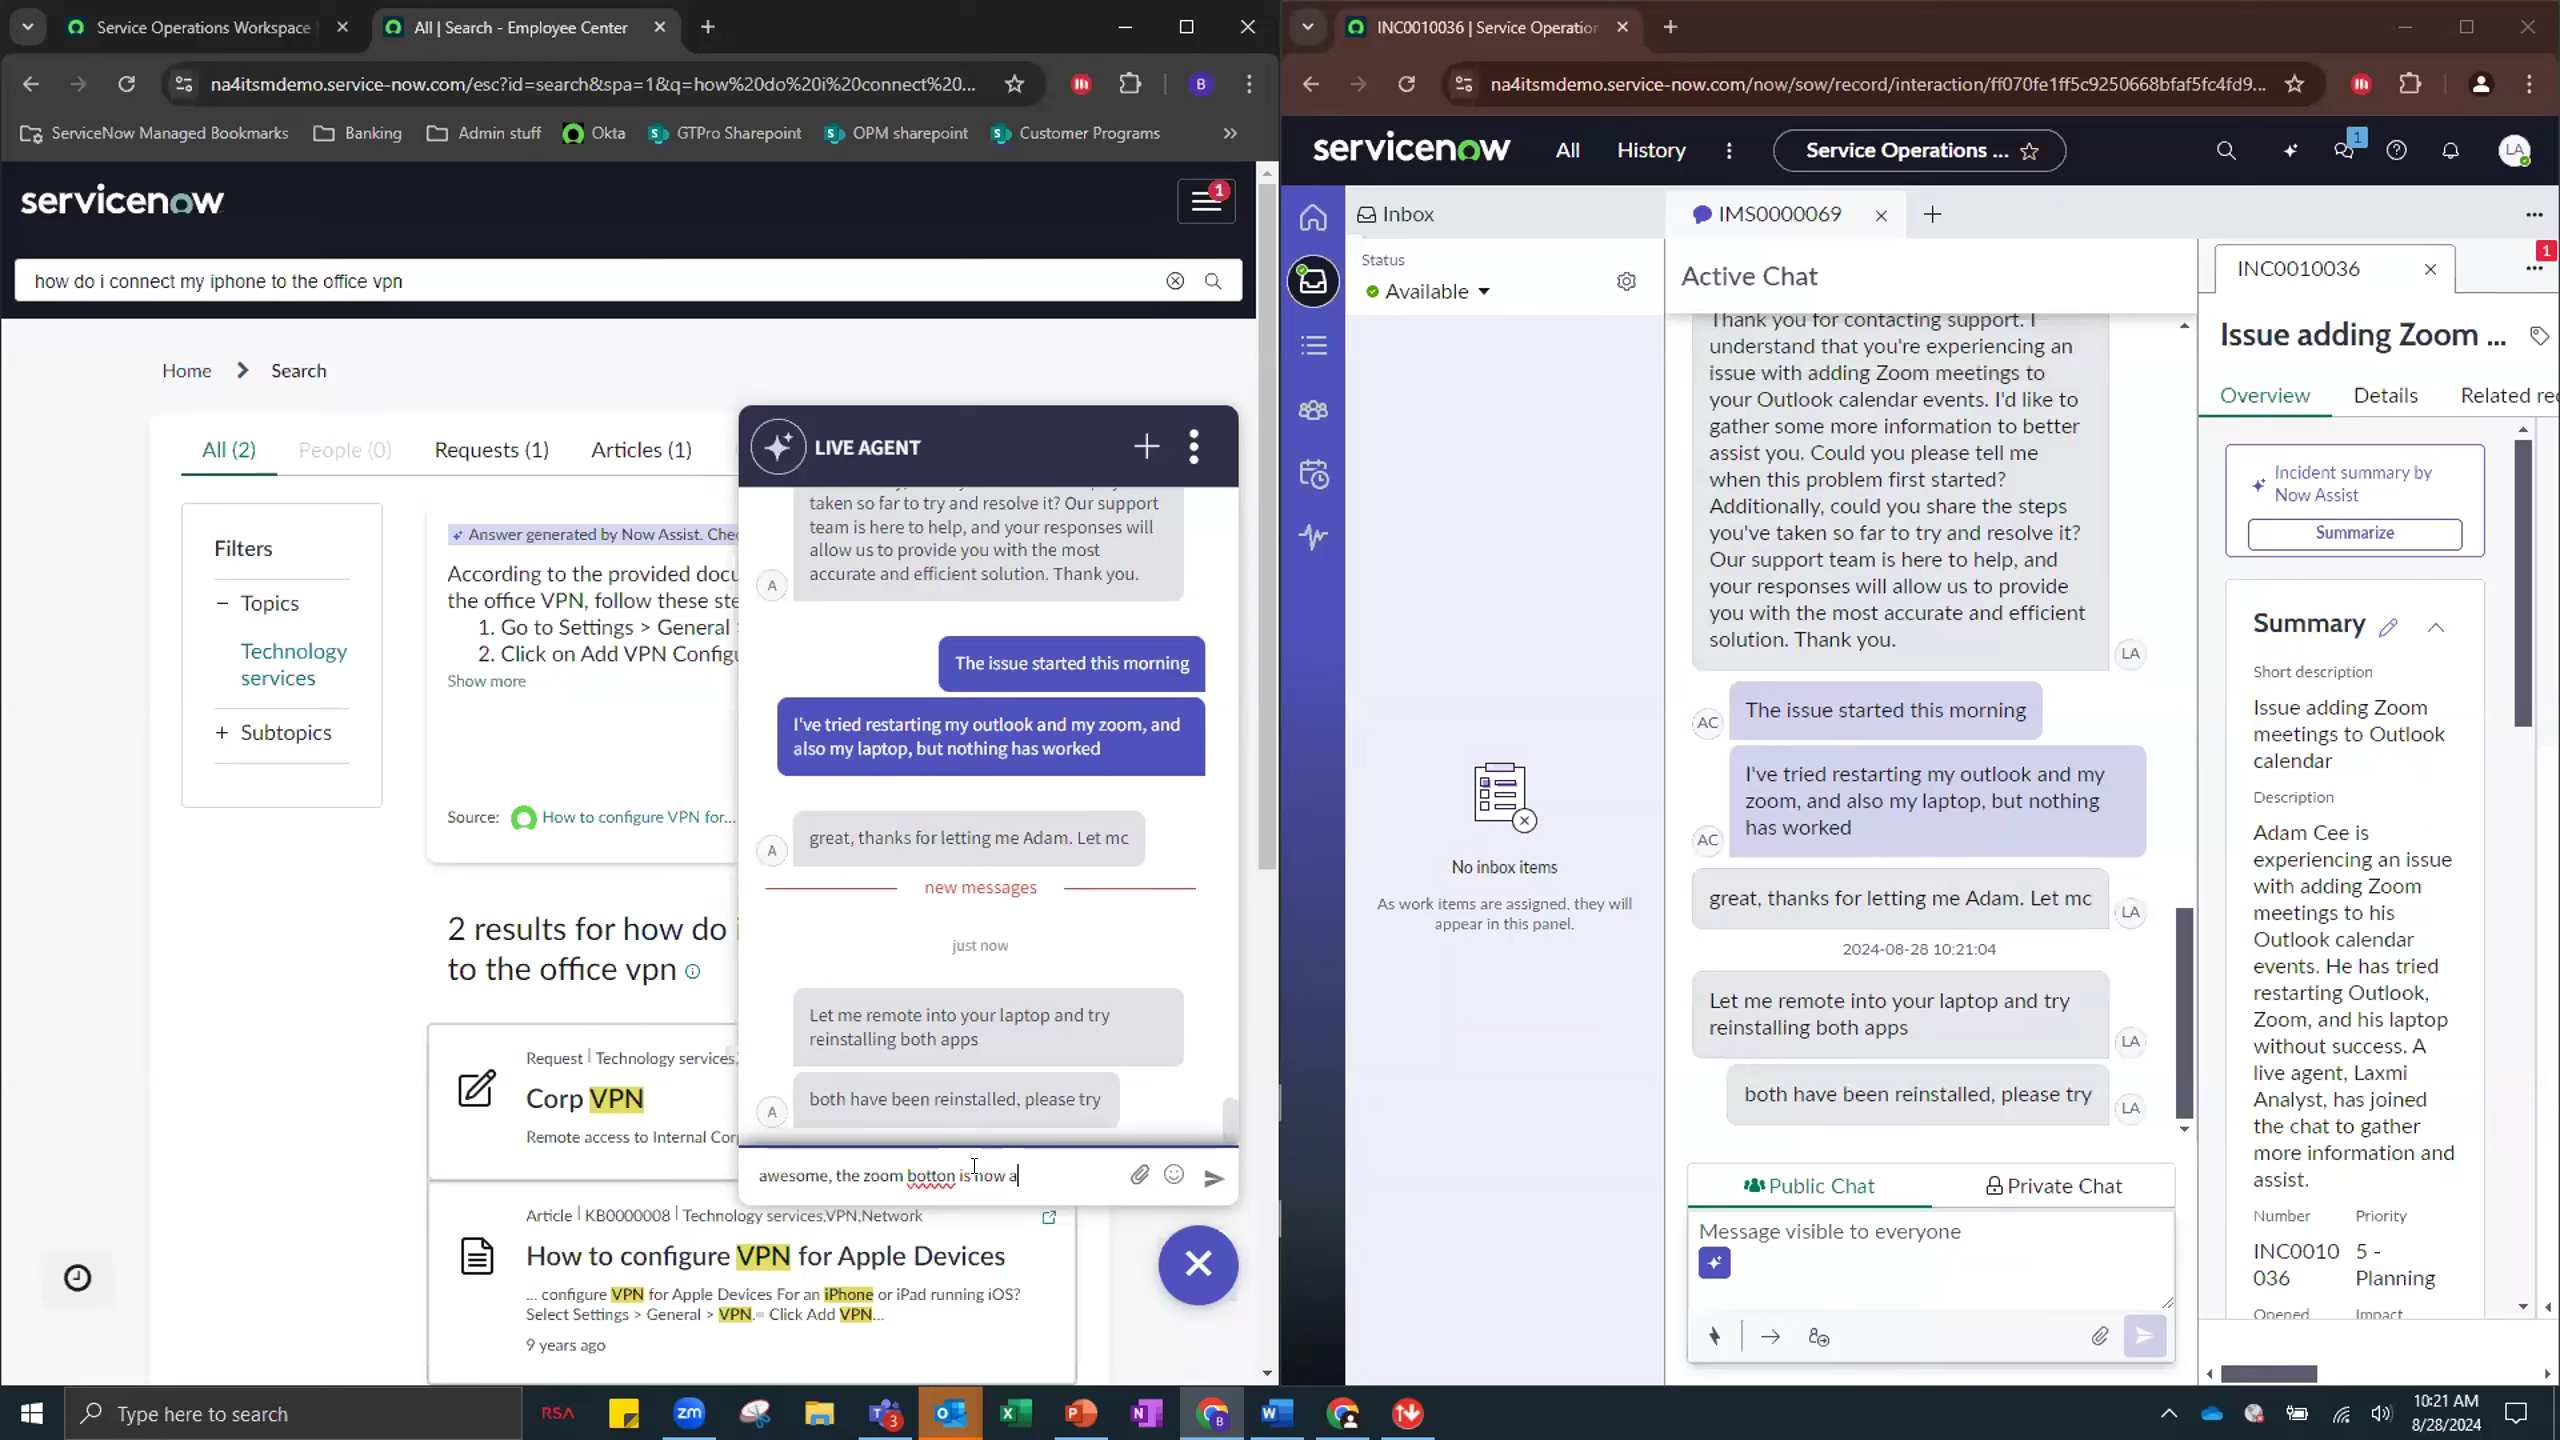 Service Operations Workspace
All | Search - Employee Center
na4itsmdemo.service-now.com/esc?id=search&spa=1&q=how%20do%20i%20connect%20...
B
ServiceNow Managed Bookmarks
Banking
Admin stuff
Okta
GTPro Sharepoint
OPM sharepoint
Customer Programs
servicenow
1
how do i connect my iphone to the office vpn
Home
Search
All (2)
People (0)
Requests (1)
Articles (1)
Filters
Topics
Technology
services
Subtopics
Answer generated by Now Assist. Chec
According to the provided docu
the office VPN, follow these ste
1. Go to Settings > General >
2. Click on Add VPN Configu
Show more
Source:
How to configure VPN for...
2 results for how do i
to the office vpn
Request | Technology services,
Corp VPN
Remote access to Internal Corp
Article | KB0000008 | Technology services,VPN,Network
How to configure VPN for Apple Devices
... configure VPN for Apple Devices For an iPhone or iPad running iOS?
Select Settings > General > VPN.= Click Add VPN...
9 years ago
LIVE AGENT
taken so far to try and resolve it? Our support
team is here to help, and your responses will
allow us to provide you with the most
accurate and efficient solution. Thank you.
A
The issue started this morning
I've tried restarting my outlook and my zoom, and
also my laptop, but nothing has worked
great, thanks for letting me Adam. Let mc
A
new messages
just now
Let me remote into your laptop and try
reinstalling both apps
both have been reinstalled, please try
A
awesome, the zoom botton is now a
INC0010036 | Service Operation
na4itsmdemo.service-now.com/now/sow/record/interaction/ff070fe1ff5c9250668bfaf5fc4fd9...
servicenow
All
History
Service Operations ...
1
LA
Inbox
IMS0000069
Status
Available
No inbox items
As work items are assigned, they will
appear in this panel.
Active Chat
Thank you for contacting support. I
understand that you're experiencing an
issue with adding Zoom meetings to
your Outlook calendar events. I'd like to
gather some more information to better
assist you. Could you please tell me
when this problem first started?
Additionally, could you share the steps
you've taken so far to try and resolve it?
Our support team is here to help, and
your responses will allow us to provide
you with the most accurate and efficient
solution. Thank you.
LA
The issue started this morning
AC
I've tried restarting my outlook and my
zoom, and also my laptop, but nothing
has worked
AC
great, thanks for letting me Adam. Let mc
LA
2024-08-28 10:21:04
Let me remote into your laptop and try
reinstalling both apps
LA
both have been reinstalled, please try
LA
Public Chat
Private Chat
Message visible to everyone
INC0010036
1
Issue adding Zoom ...
Overview
Details
Related rec
Incident summary by
Now Assist
Summarize
Summary
Short description
Issue adding Zoom
meetings to Outlook
calendar
Description
Adam Cee is
experiencing an issue
with adding Zoom
meetings to his
Outlook calendar
events. He has tried
restarting Outlook,
Zoom, and his laptop
without success. A
live agent, Laxmi
Analyst, has joined
the chat to gather
more information and
assist.
Number
Priority
INC0010
036
5 -
Planning
Opened
Impact
Type here to search
RSA
zm
3
10:21 AM
8/28/2024